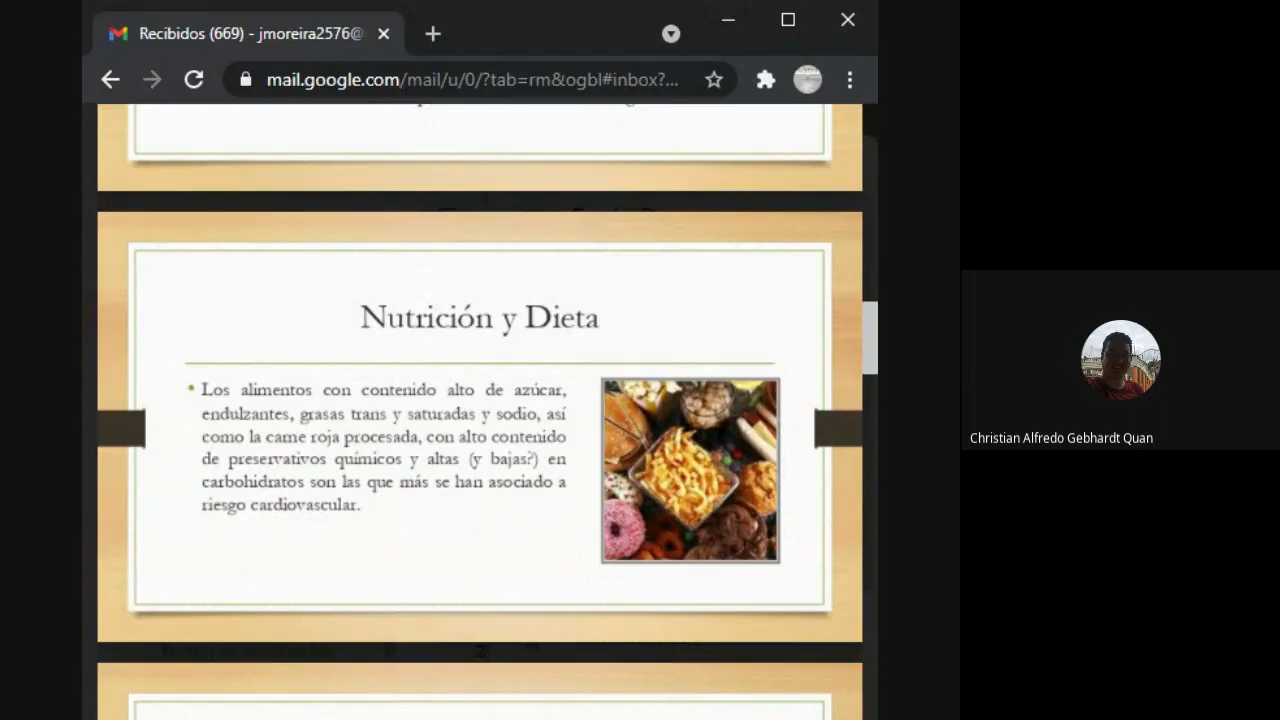 Recibidos (669) - jmoreira2576@
mail.google.com/mail/u/0/?tab=rm&ogbl#inbox?...
Nutrición y Dieta
• Los alimentos con contenido alto de azúcar,
endulzantes, grasas trans y saturadas y sodio, así
como la carne roja procesada, con alto contenido
de preservativos químicos y altas (y bajas?) en
carbohidratos son las que más se han asociado a
riesgo cardiovascular.
Christian Alfredo Gebhardt Quan